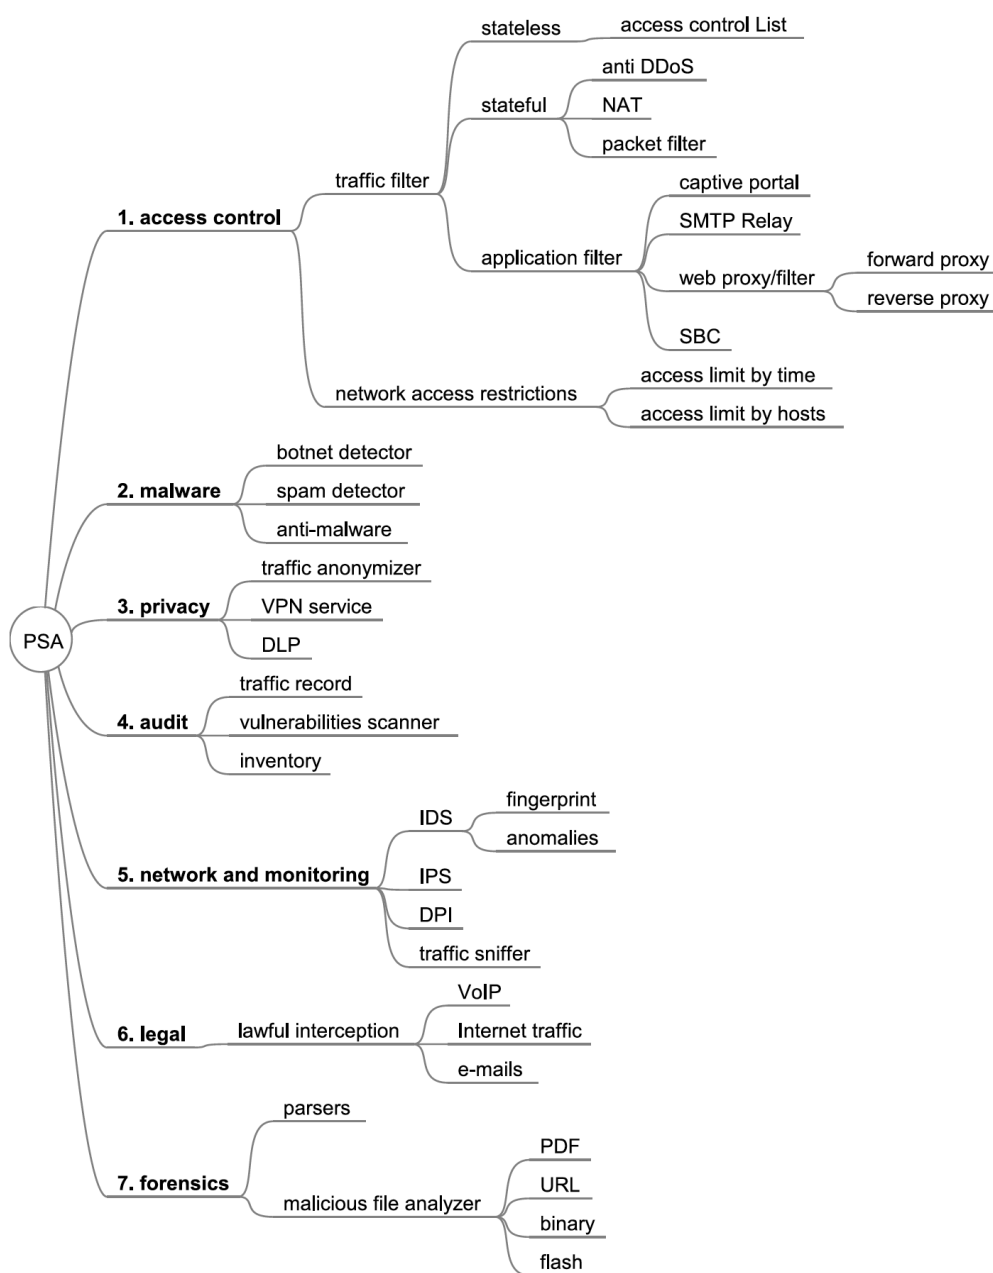 stateless
access control List
anti DDoS
stateful
NAT
packet filter
traffic filter
captive portal
1. access control
SMTP Relay
application filter
forward proxy
web proxy/filter
reverse proxy
SBC
access limit by time
network access restrictions
access limit by hosts
botnet detector
2. malware
spam detector
anti-malware
traffic anonymizer
3. privacy
VPN service
PSA
DLP
traffic record
4. audit
vulnerabilities scanner
inventory
fingerprint
IDS
anomalies
5. network and monitoring
IPS
DPI
traffic sniffer
VoIP
6. legal
lawful interception
Internet traffic
e-mails
parsers
PDF
7. forensics
URL
malicious file analyzer
binary
flash